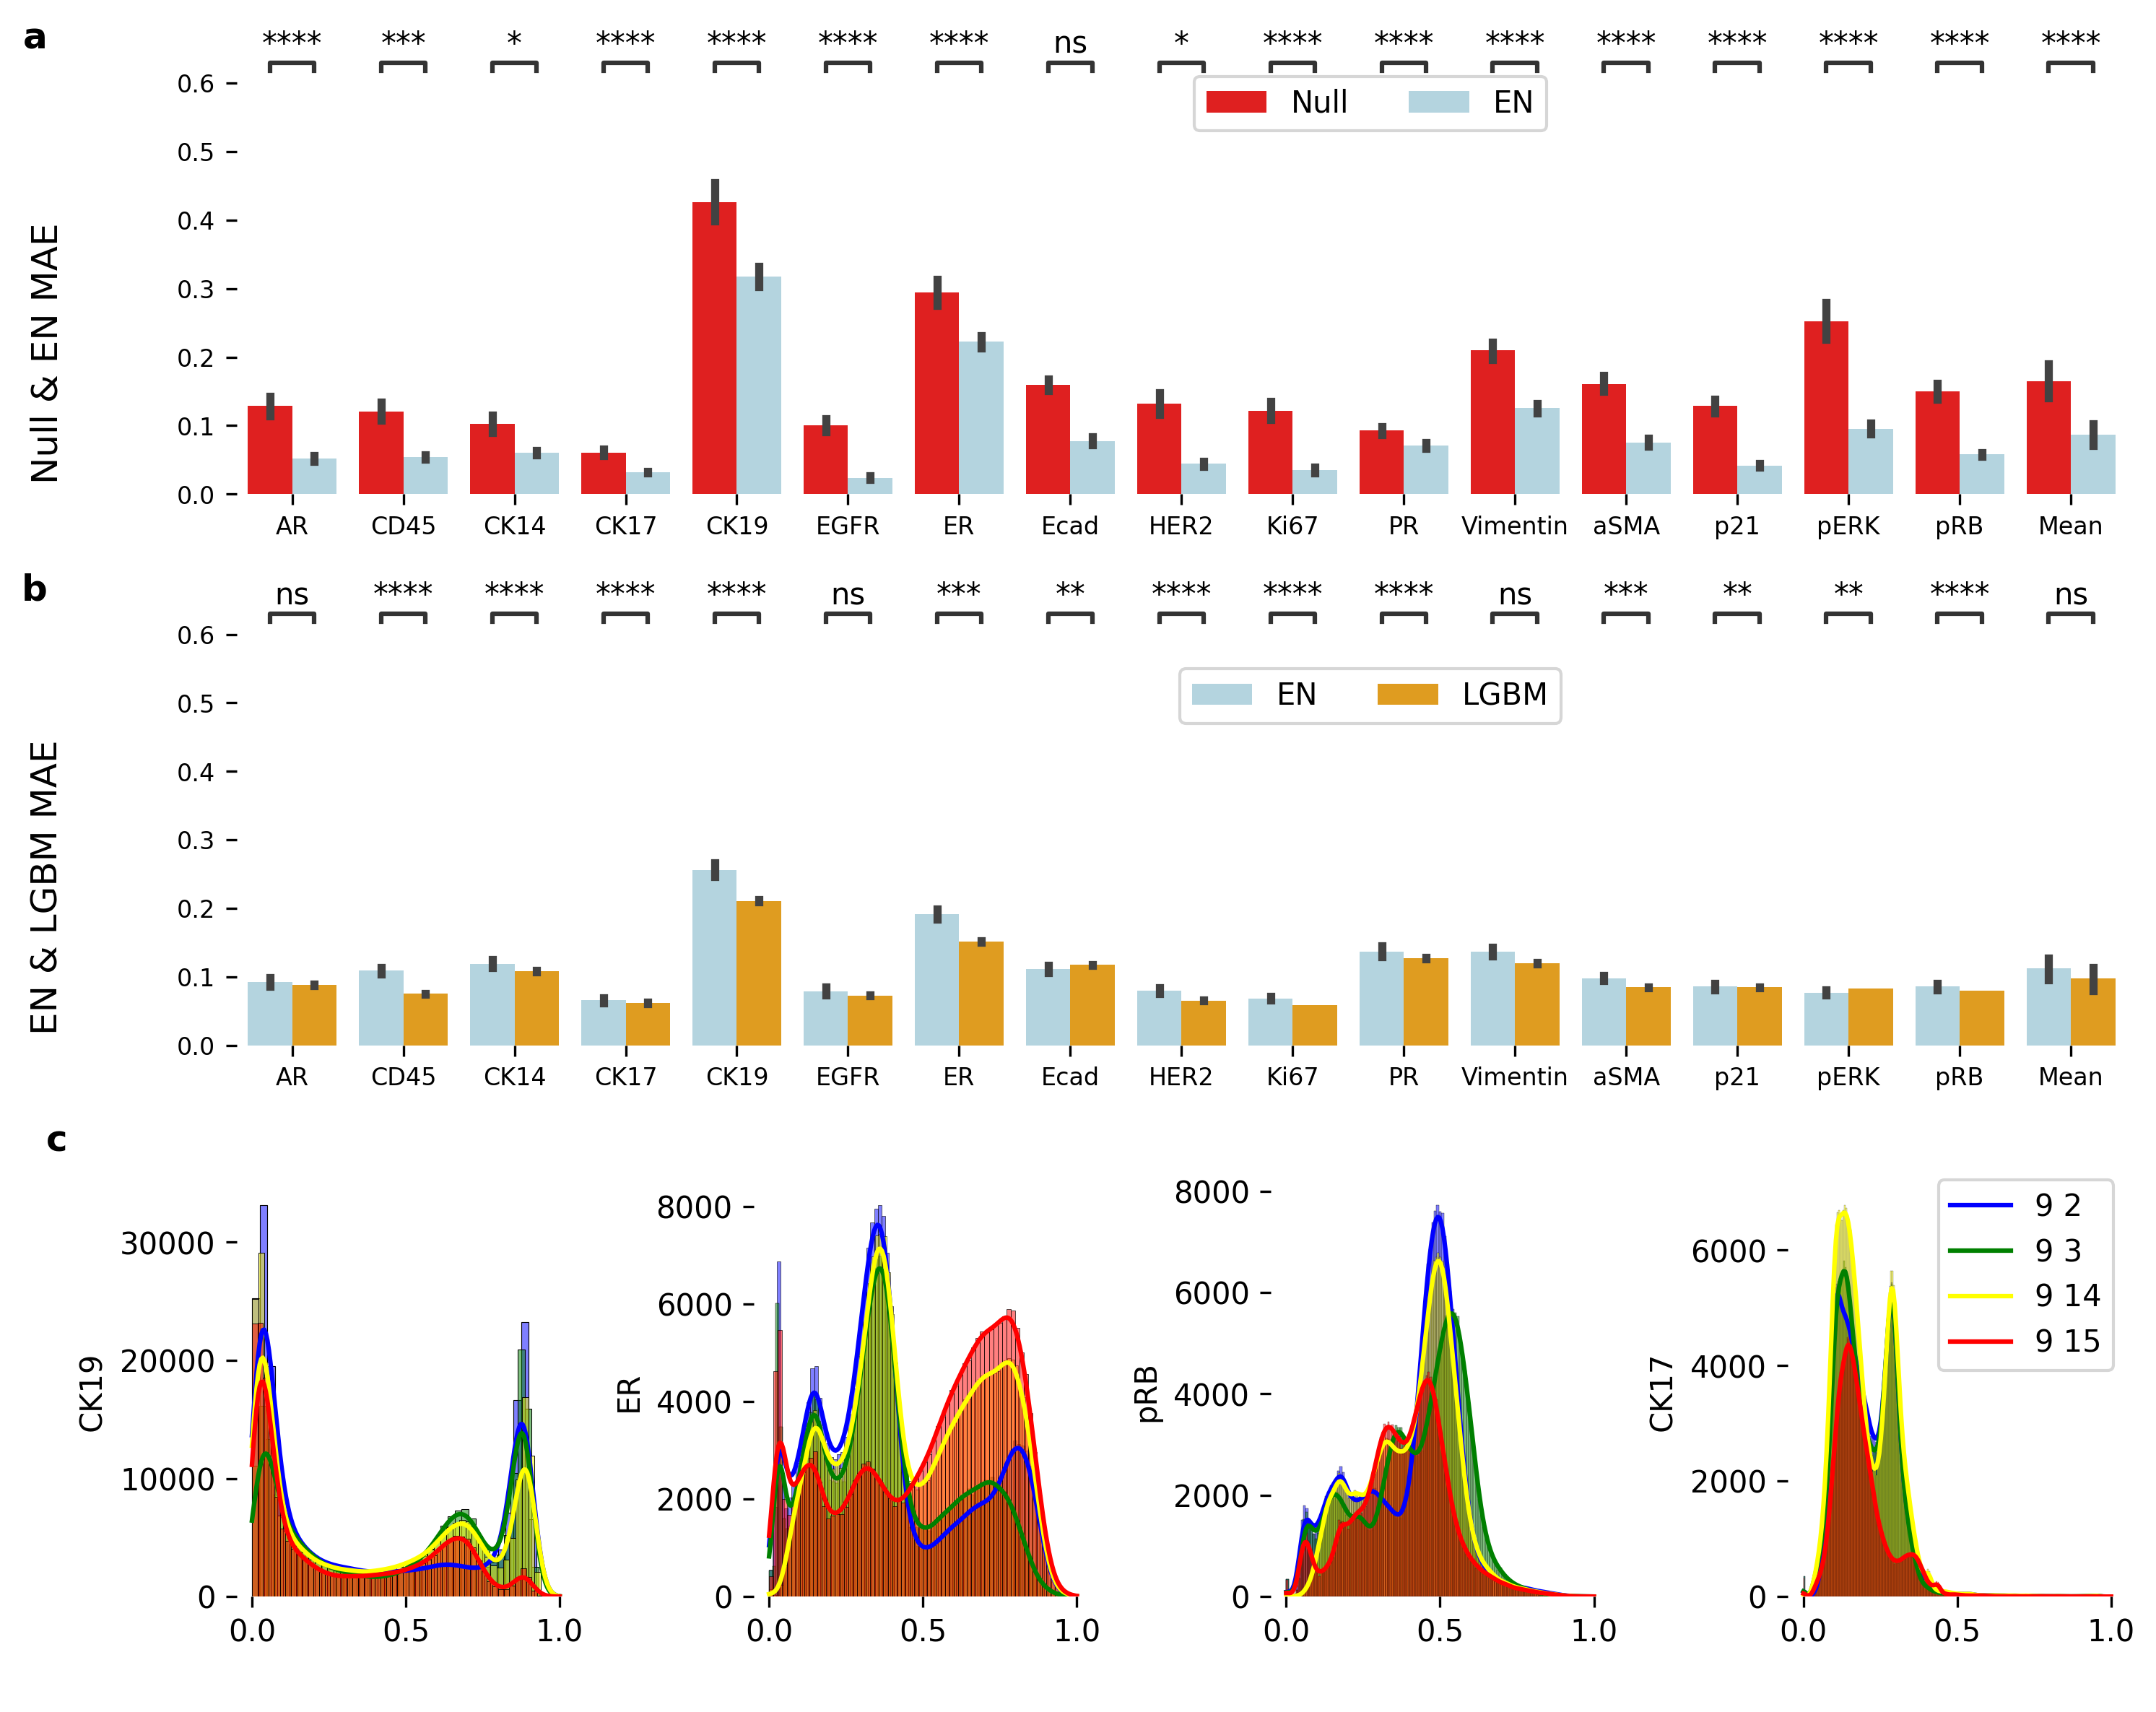 a
**** *** * **** **** **** **** ns * **** **** **** **** **** **** **** ****
Null EN
Null & EN MAE
0.6
0.5
0.4
0.3
0.2
0.1
0.0
AR CD45 CK14 CK17 CK19 EGFR ER Ecad HER2 Ki67 PR Vimentin aSMA p21 pERK pRB Mean
b
ns **** **** **** **** ns *** ** **** **** **** ns *** ** ** **** ns
EN LGBM
EN & LGBM MAE
0.6
0.5
0.4
0.3
0.2
0.1
0.0
AR CD45 CK14 CK17 CK19 EGFR ER Ecad HER2 Ki67 PR Vimentin aSMA p21 pERK pRB Mean
c
CK19
30000
20000
10000
0
0.0 0.5 1.0
ER
8000
6000
4000
2000
0
0.0 0.5 1.0
pRB
8000
6000
4000
2000
0
0.0 0.5 1.0
CK17
6000
4000
2000
0
0.0 0.5 1.0
9 2
9 3
9 14
9 15